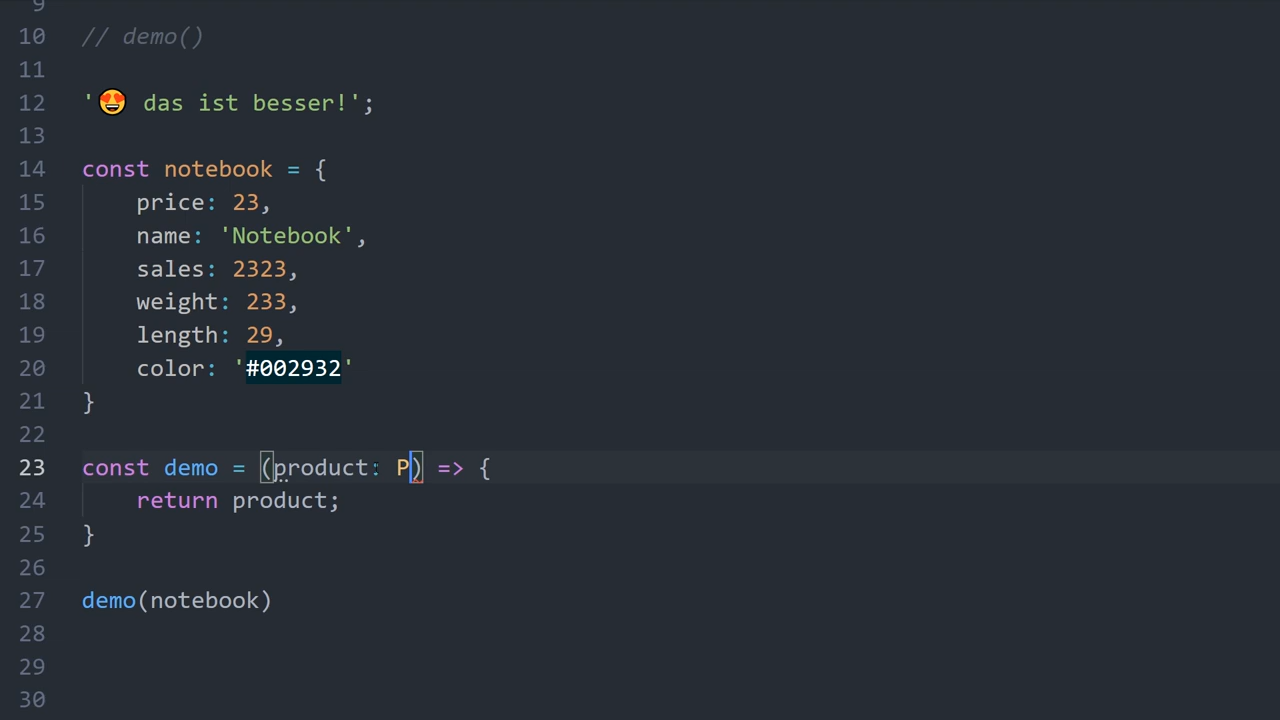 9
10 // demo()
11
12 '😍 das ist besser!';
13
14 const notebook = {
15     price: 23,
16     name: 'Notebook',
17     sales: 2323,
18     weight: 233,
19     length: 29,
20     color: '#002932'
21 }
22
23 const demo = (product: P) => {
24     return product;
25 }
26
27 demo(notebook)
28
29
30